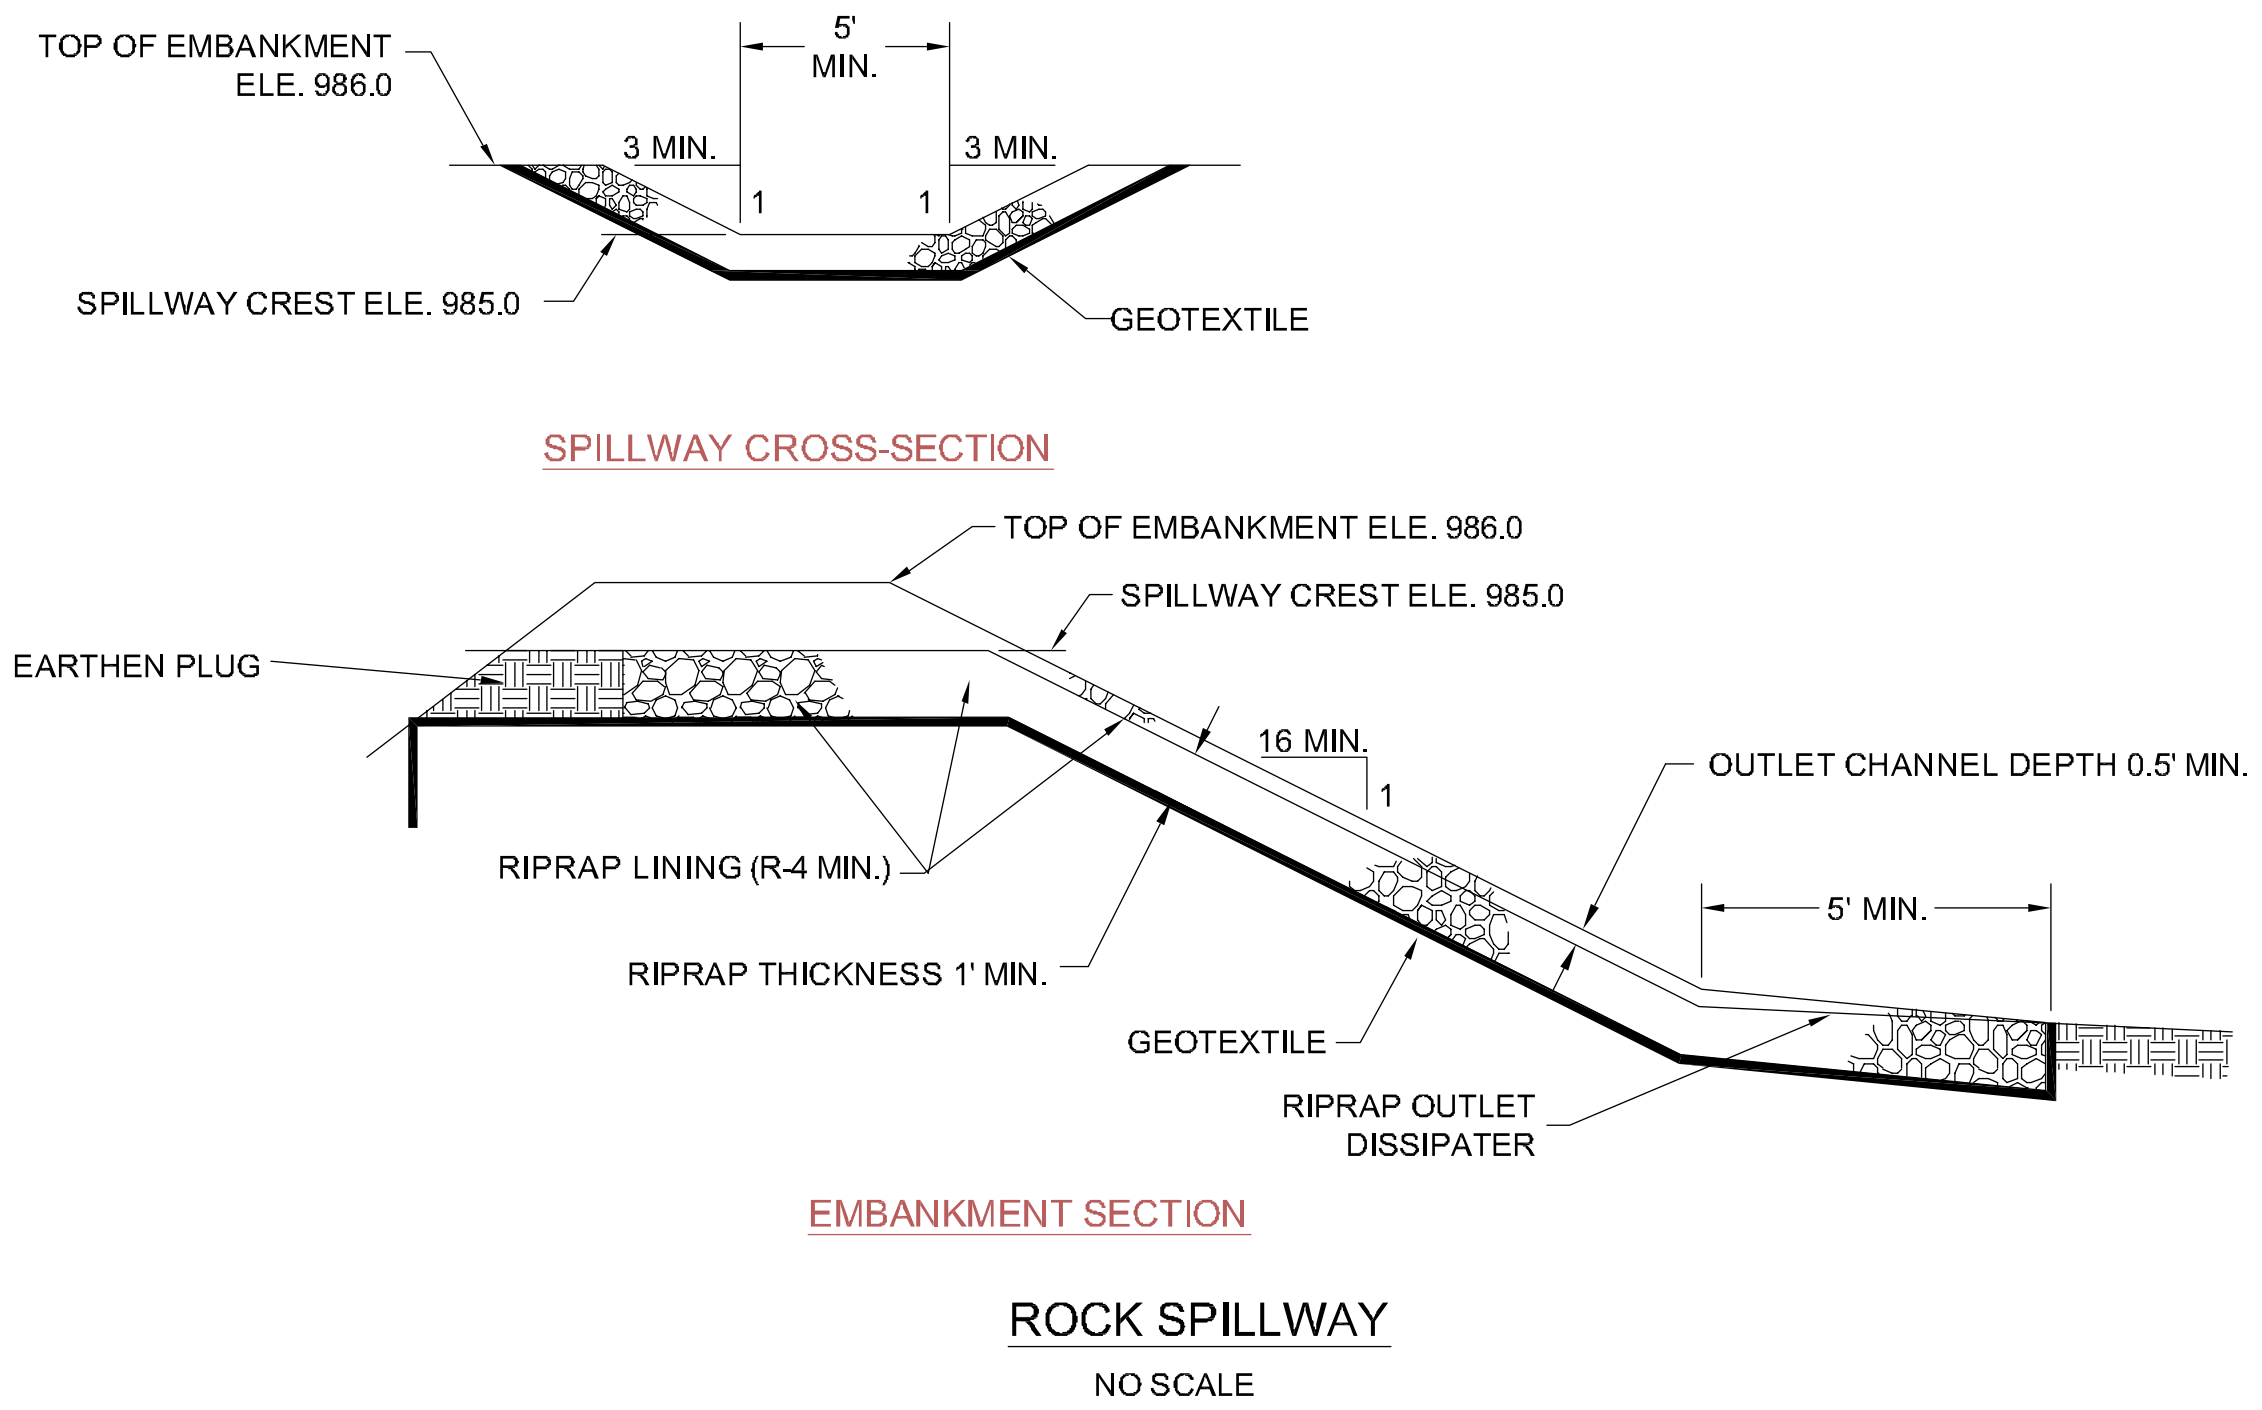 5'
MIN.
TOP OF EMBANKMENT
ELE. 986.0
3 MIN.
3 MIN.
1
1
SPILLWAY CREST ELE. 985.0
GEOTEXTILE
SPILLWAY CROSS-SECTION
TOP OF EMBANKMENT ELE. 986.0
SPILLWAY CREST ELE. 985.0
EARTHEN PLUG
16 MIN.
1
OUTLET CHANNEL DEPTH 0.5' MIN.
RIPRAP LINING (R-4 MIN.)
5' MIN.
RIPRAP THICKNESS 1' MIN.
GEOTEXTILE
RIPRAP OUTLET
DISSIPATER
EMBANKMENT SECTION
ROCK SPILLWAY
NO SCALE